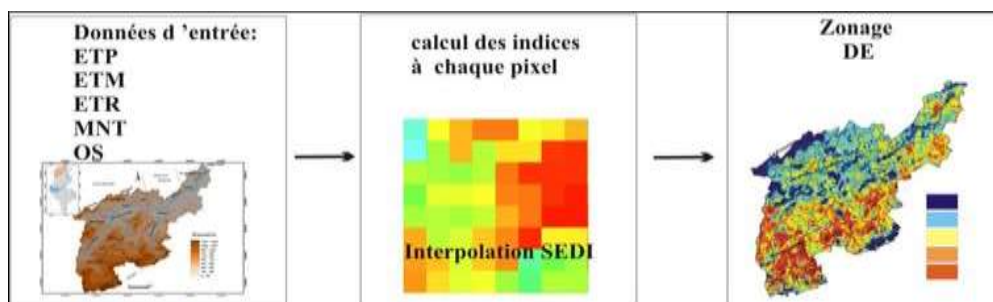 Données d ’entrée:
ETP
ETM
ETR
MNT
OS
calcul des indices
à chaque pixel
Interpolation SEDI
Zonage
DE